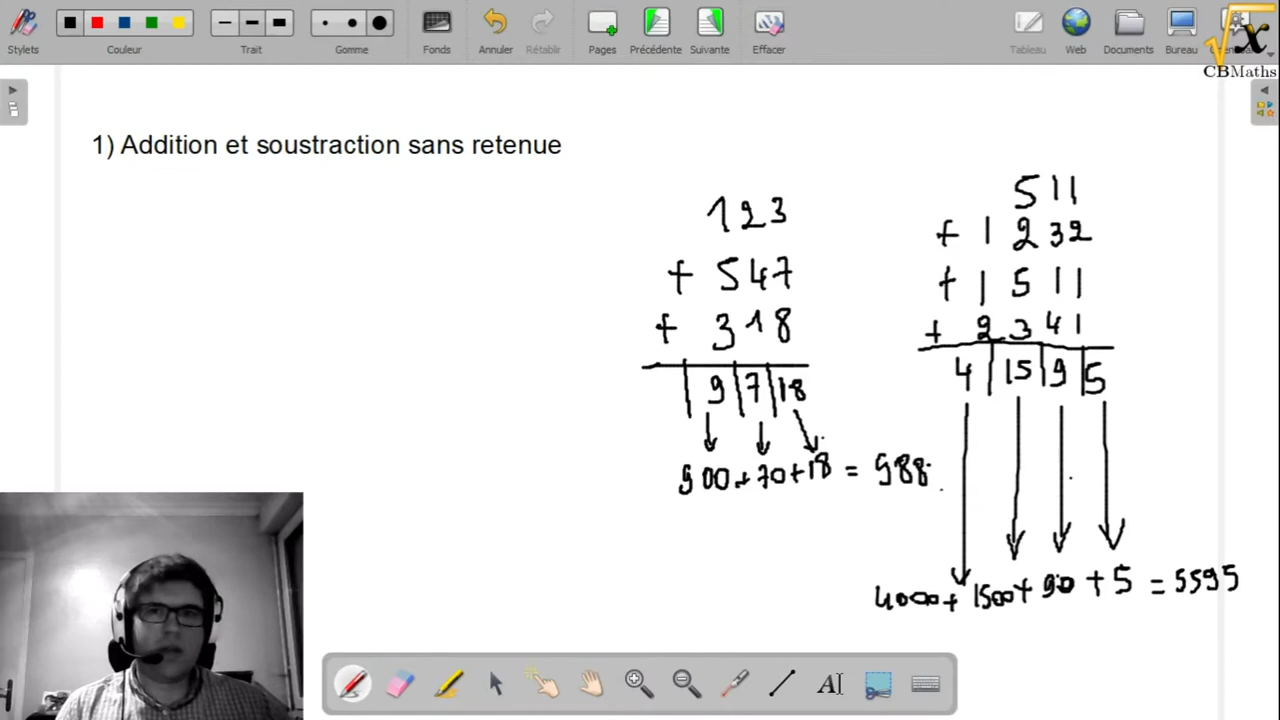 Stylets Couleur Trait Gomme Fonds Annuler Rétablir Pages Précédente Suivante Effacer Tableau Web Documents Bureau
√x
CBMaths
1) Addition et soustraction sans retenue
123
+ 547
+ 318
9 | 7 | 18
900 + 70 + 18 = 988
511
+ 1232
+ 1511
+ 2341
4 | 15 | 9 | 5
4000 + 1500 + 90 + 5 = 5595
AI